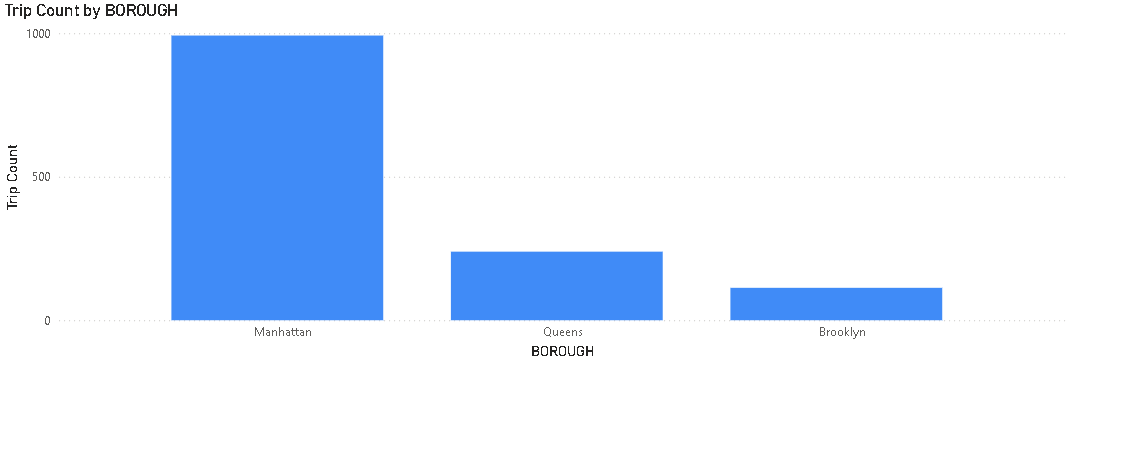 Trip Count by BOROUGH
1000
500
0
Trip Count
Manhattan
Queens
Brooklyn
BOROUGH